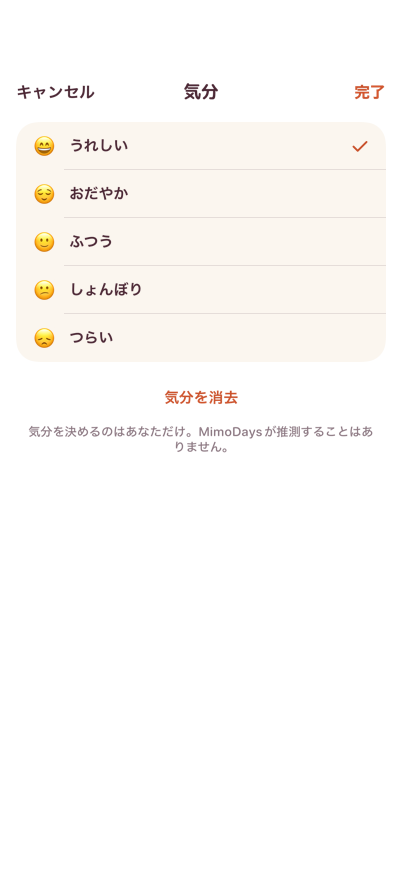 キャンセル 気分 完了
うれしい
おだやか
ふつう
しょんぼり
つらい
気分を消去
気分を決めるのはあなただけ。MimoDaysが推測することはあ
りません。